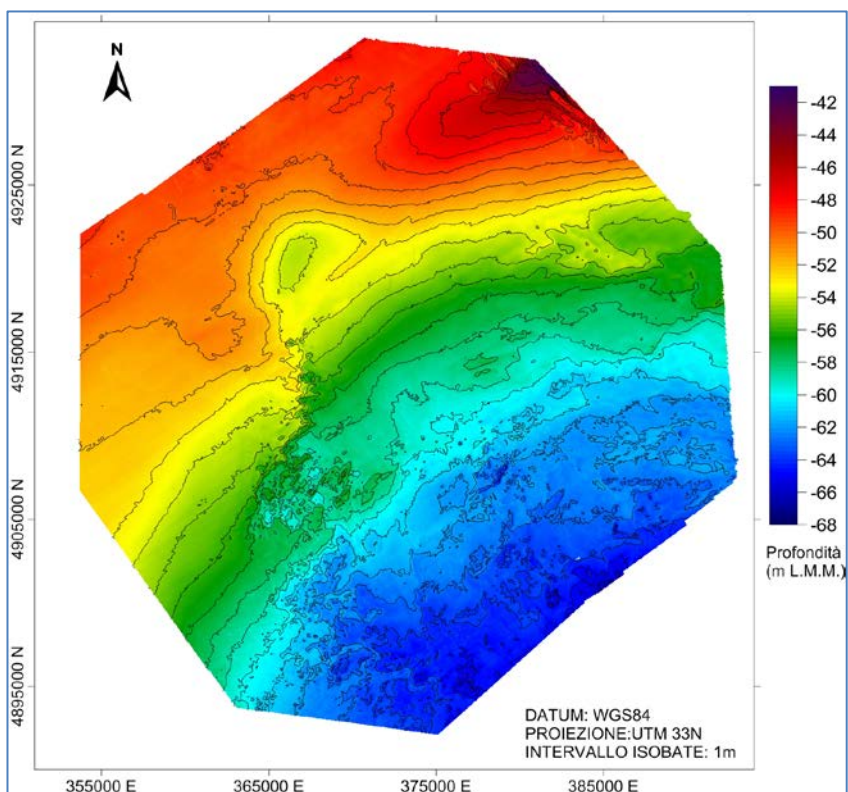 N
4925000 N
4915000 N
4905000 N
4895000 N
355000 E
365000 E
375000 E
385000 E
-42
-44
-46
-48
-50
-52
-54
-56
-58
-60
-62
-64
-66
-68
Profondità
(m L.M.M.)
DATUM: WGS84
PROIEZIONE:UTM 33N
INTERVALLO ISOBATE: 1m